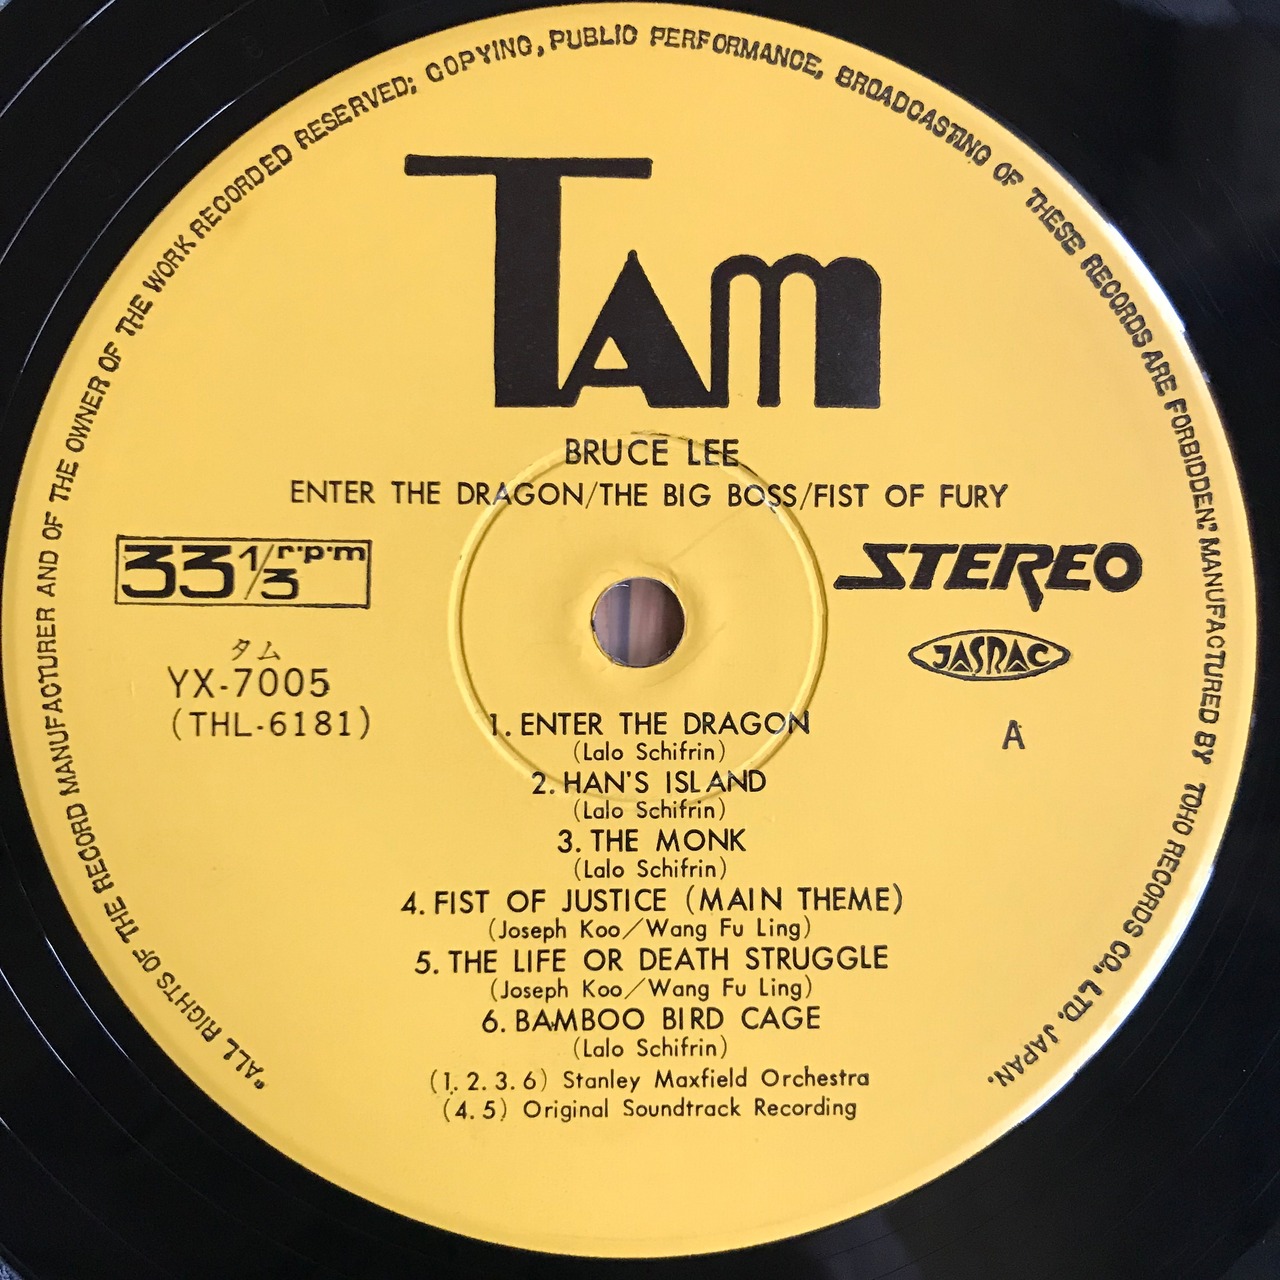 "ALL RIGHTS OF THE RECORD MANUFACTURER AND OF THE OWNER OF THE WORK RECORDED RESERVED; COPYING, PUBLIC PERFORMANCE, BROADCASTING OF THESE RECORDS ARE FORBIDDEN." MANUFACTURED BY TOHO RECORDS CO., LTD. JAPAN.
TAM
BRUCE LEE
ENTER THE DRAGON/THE BIG BOSS/FIST OF FURY
33 1/3 r·p·m
STEREO
タム
YX-7005
(THL-6181)
JASRAC
A
1. ENTER THE DRAGON
(Lalo Schifrin)
2. HAN'S ISLAND
(Lalo Schifrin)
3. THE MONK
(Lalo Schifrin)
4. FIST OF JUSTICE (MAIN THEME)
(Joseph Koo/Wang Fu Ling)
5. THE LIFE OR DEATH STRUGGLE
(Joseph Koo/Wang Fu Ling)
6. BAMBOO BIRD CAGE
(Lalo Schifrin)
(1. 2. 3. 6) Stanley Maxfield Orchestra
(4. 5) Original Soundtrack Recording